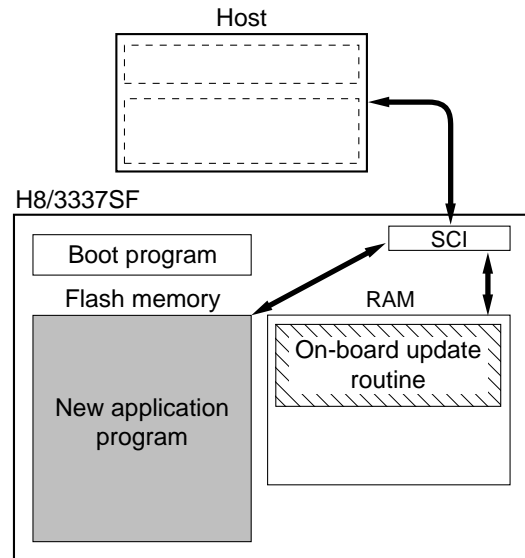 Host
H8/3337SF
SCI
Boot program
Flash memory
RAM
On-board update
routine
New application
program